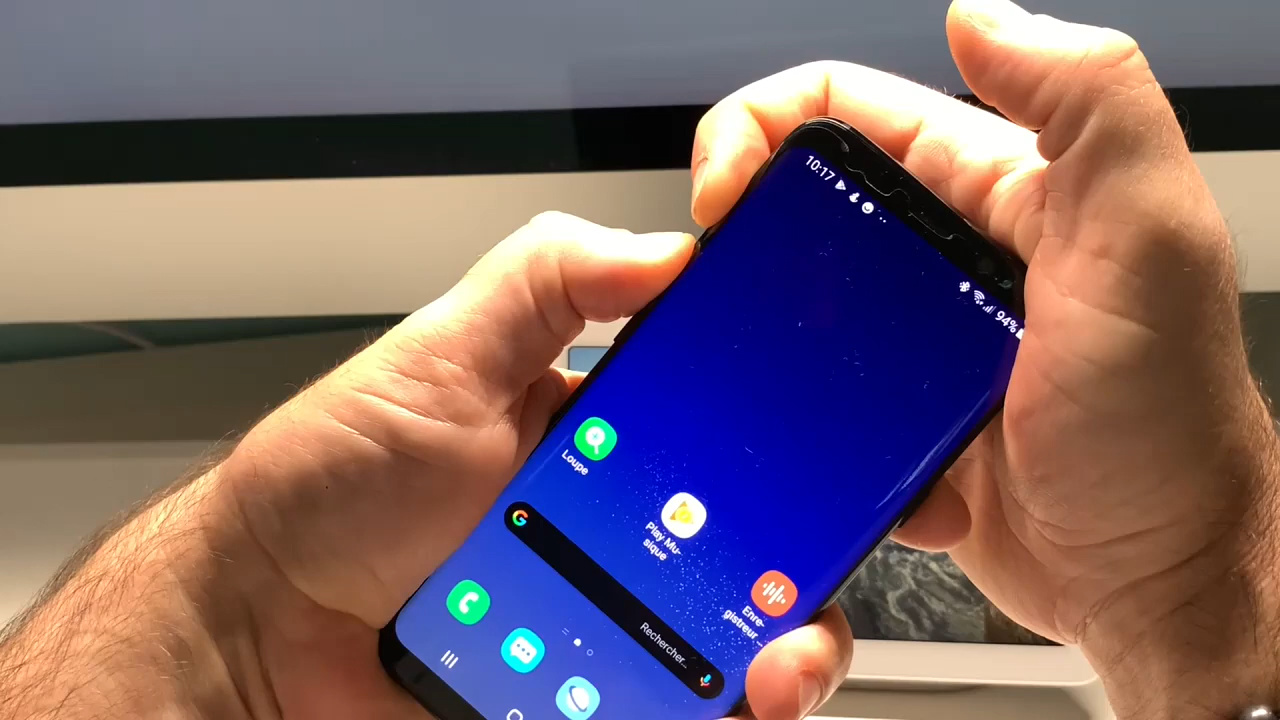 10:17
94%
Loupe
Play Mu-
sique
Enre-
gistreur ...
Rechercher...